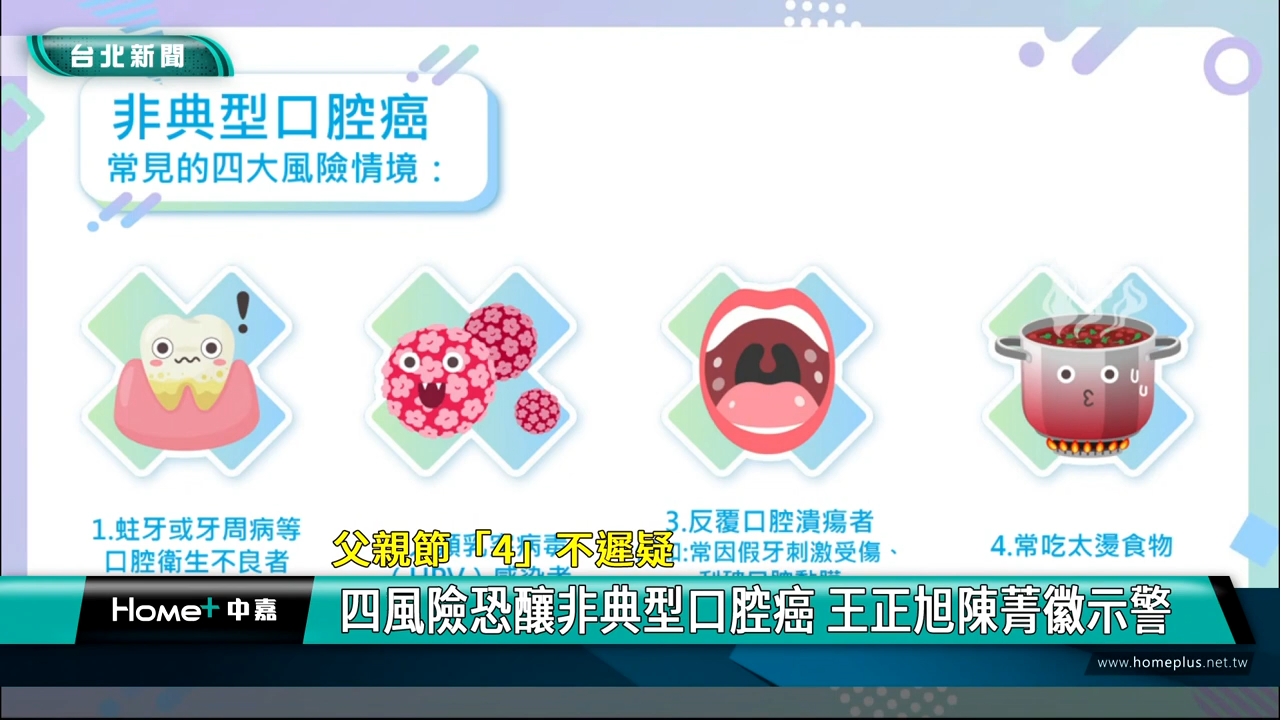 台北新聞
非典型口腔癌
常見的四大風險情境：
1.蛀牙或牙周病等
口腔衛生不良者
3.反覆口腔潰瘍者
:常因假牙刺激受傷、
4.常吃太燙食物
父親節「4」不遲疑
Home+中嘉
四風險恐釀非典型口腔癌 王正旭陳菁徽示警
www.homeplus.net.tw